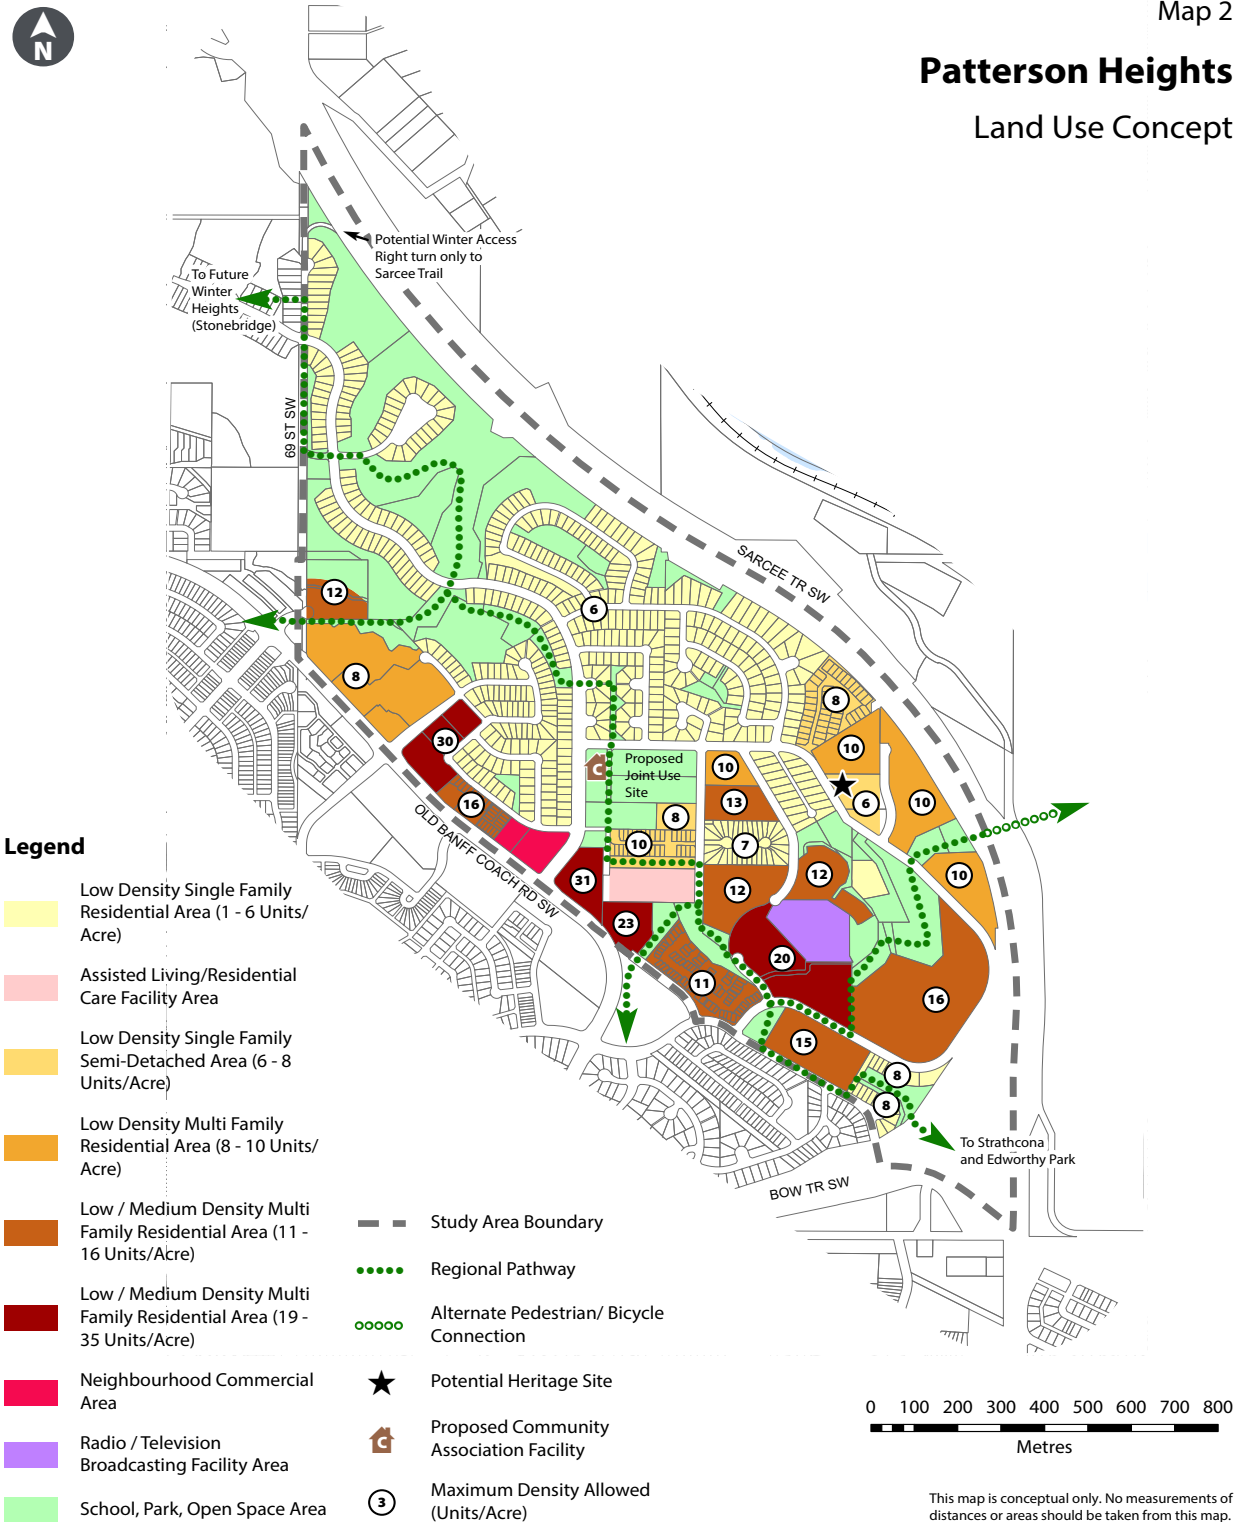 N
Map 2
Patterson Heights
Land Use Concept
Potential Winter Access
Right turn only to
Sarcee Trail
To Future
Winter
Heights
(Stonebridge)
69 ST SW
SARCEE TR SW
12
6
8
8
30
10
Proposed
Joint Use
Site
C
10
16
13
6
10
8
OLD BANFF COACH RD SW
10
7
31
12
12
10
23
20
11
16
15
8
8
To Strathcona
and Edworthy Park
BOW TR SW
Legend
Low Density Single Family
Residential Area (1 - 6 Units/
Acre)
Assisted Living/Residential
Care Facility Area
Low Density Single Family
Semi-Detached Area (6 - 8
Units/Acre)
Low Density Multi Family
Residential Area (8 - 10 Units/
Acre)
Low / Medium Density Multi
Family Residential Area (11 -
16 Units/Acre)
Low / Medium Density Multi
Family Residential Area (19 -
35 Units/Acre)
Neighbourhood Commercial
Area
Radio / Television
Broadcasting Facility Area
School, Park, Open Space Area
Study Area Boundary
Regional Pathway
Alternate Pedestrian/ Bicycle
Connection
Potential Heritage Site
C
Proposed Community
Association Facility
3
Maximum Density Allowed
(Units/Acre)
0 100 200 300 400 500 600 700 800
Metres
This map is conceptual only. No measurements of
distances or areas should be taken from this map.